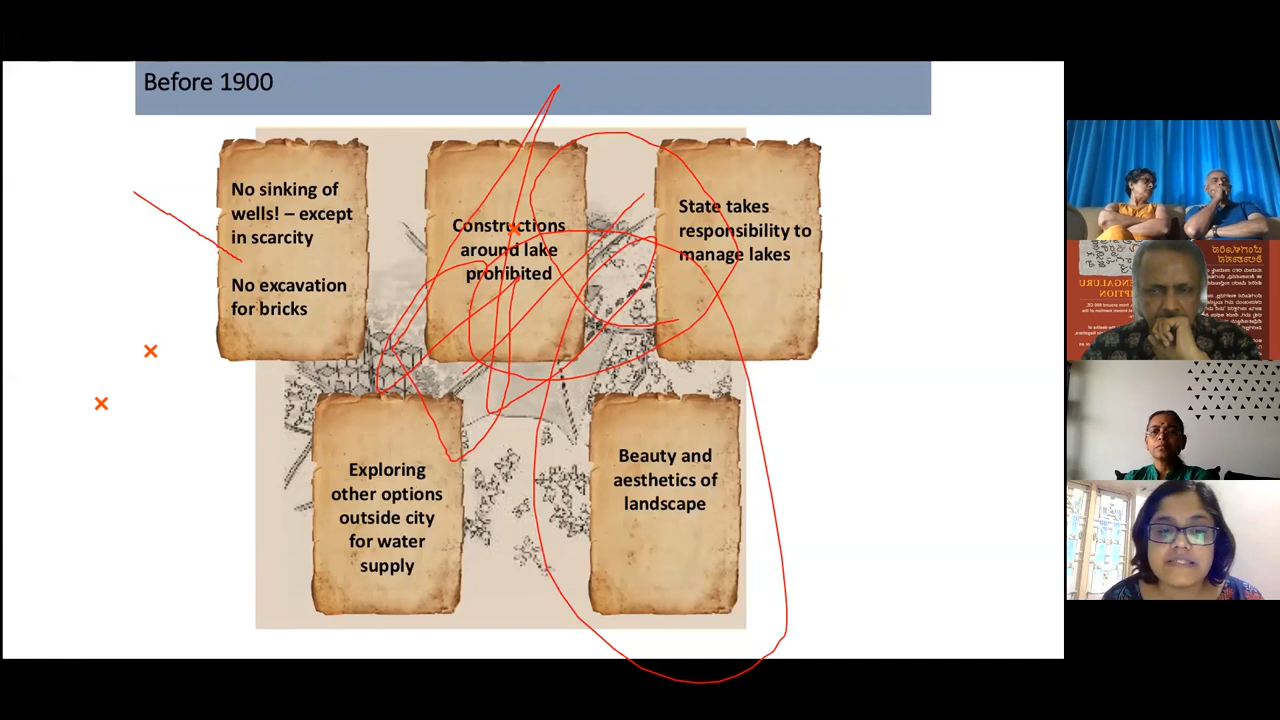 Before 1900
No sinking of
wells! – except
in scarcity
No excavation
for bricks
Constructions
around lake
prohibited
State takes
responsibility to
manage lakes
Exploring
other options
outside city
for water
supply
Beauty and
aesthetics of
landscape